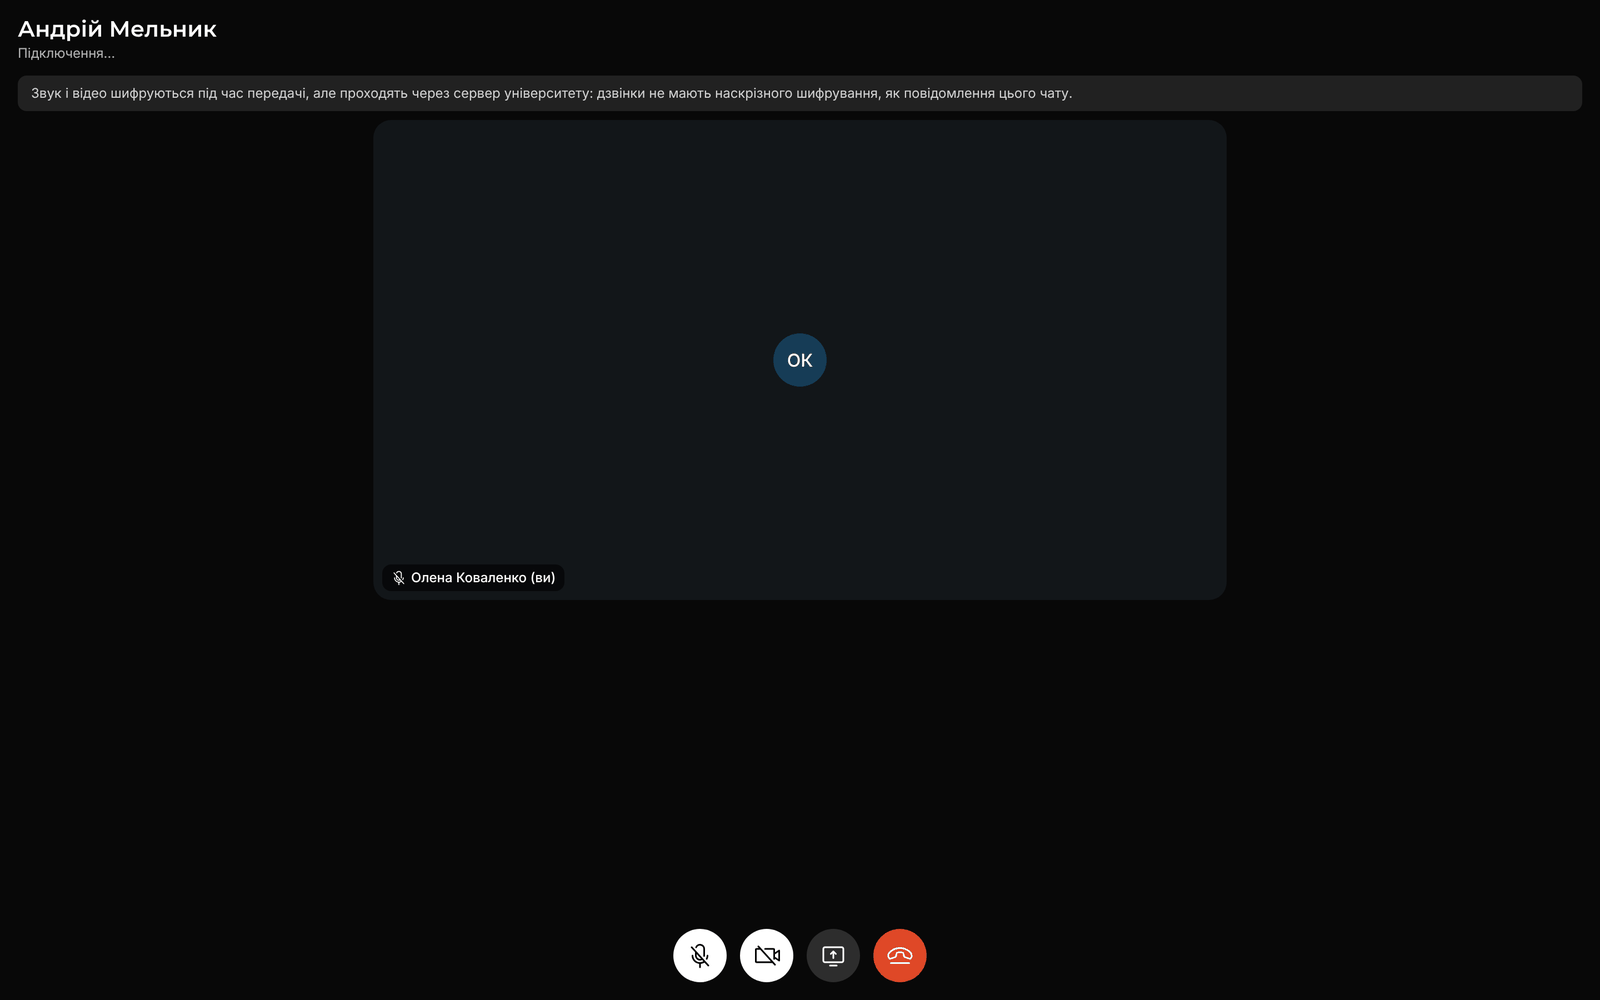 Андрій Мельник
Підключення...
Звук і відео шифруються під час передачі, але проходять через сервер університету: дзвінки не мають наскрізного шифрування, як повідомлення цього чату.
ОК
Олена Коваленко (ви)